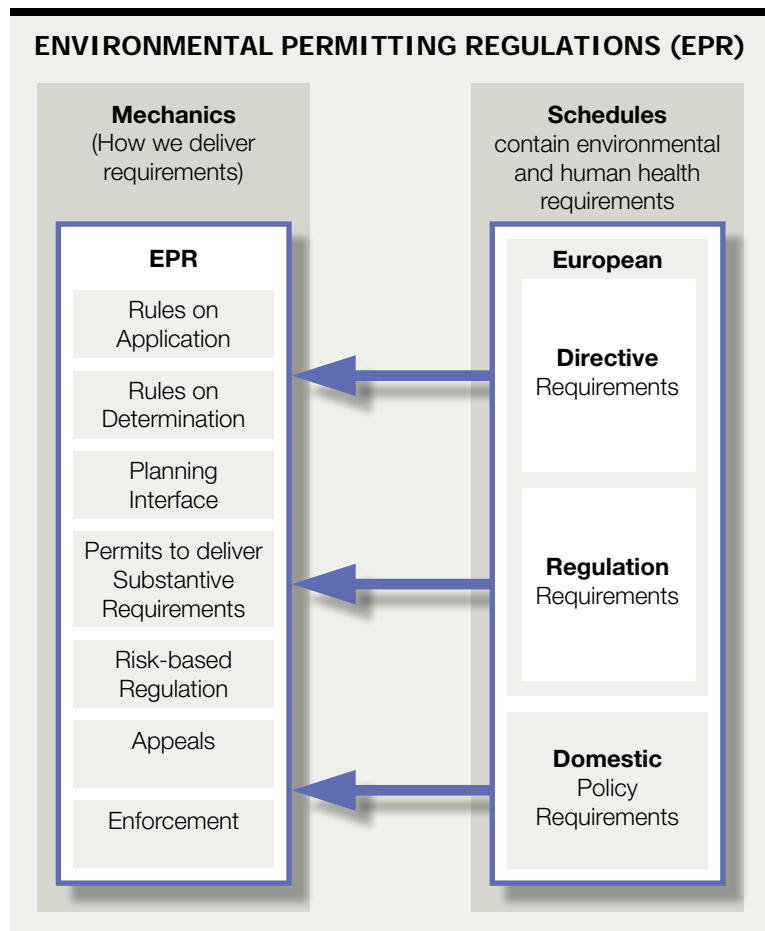 ENVIRONMENTAL PERMITTING REGULATIONS (EPR)
Mechanics
(How we deliver
requirements)
EPR
Rules on
Application
Rules on
Determination
Planning
Interface
Permits to deliver
Substantive
Requirements
Risk-based
Regulation
Appeals
Enforcement
Schedules
contain environmental
and human health
requirements
European
Directive
Requirements
Regulation
Requirements
Domestic
Policy
Requirements